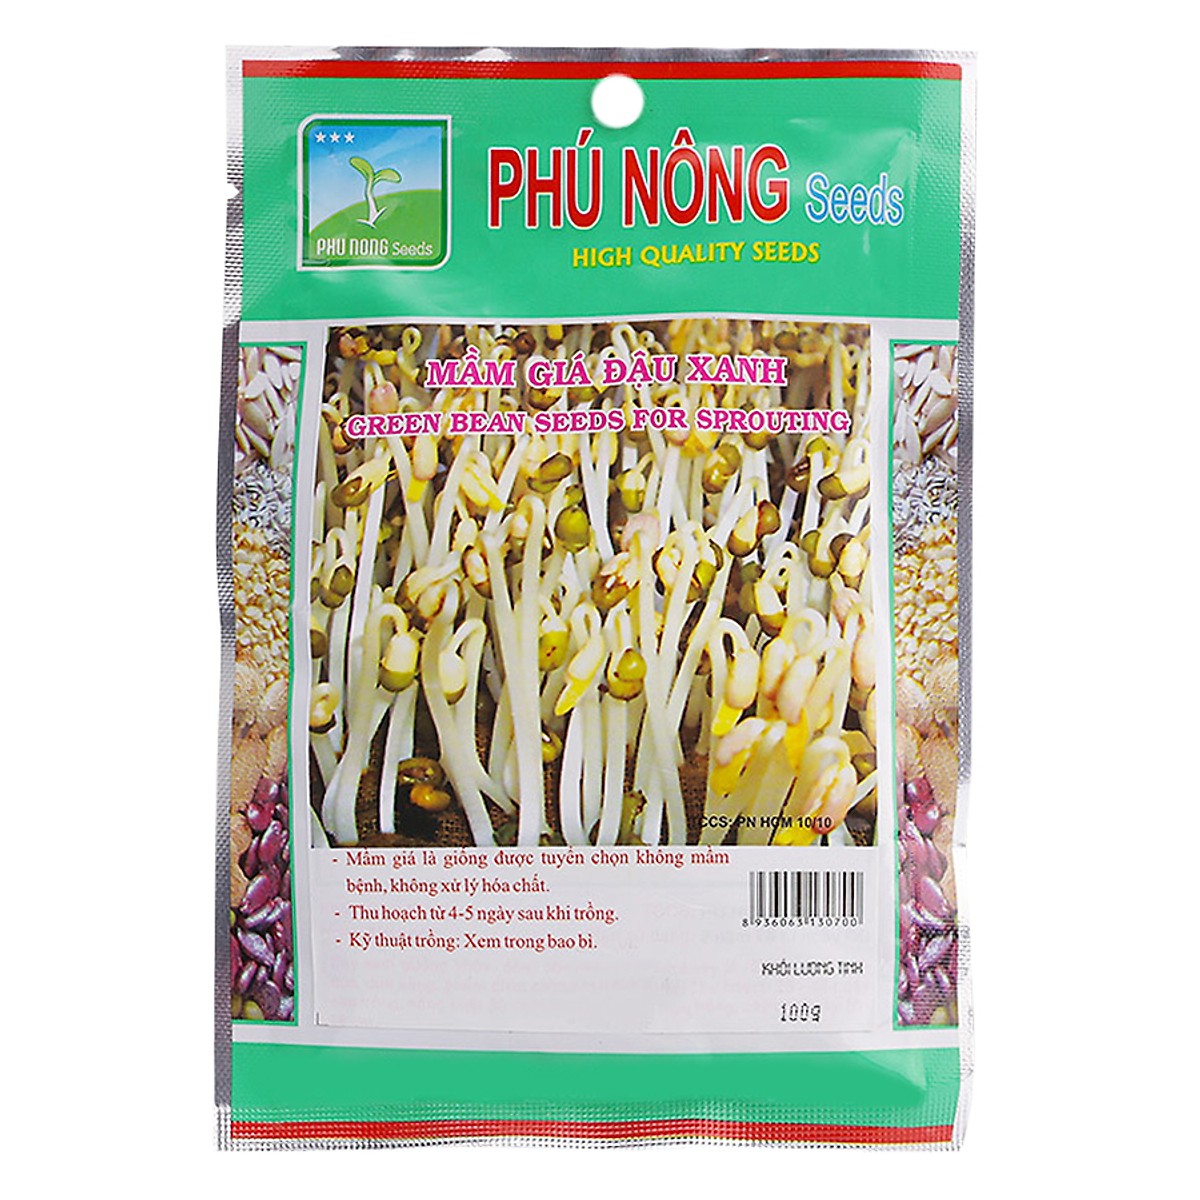 ★★★
PHU NONG Seeds
PHÚ NÔNG Seeds
HIGH QUALITY SEEDS
MẦM GIÁ ĐẬU XANH
GREEN BEAN SEEDS FOR SPROUTING
TCCS: PN HGM 10/10
- Mầm giá là giống được tuyển chọn không mầm
bệnh, không xử lý hóa chất.
- Thu hoạch từ 4-5 ngày sau khi trồng.
- Kỹ thuật trồng: Xem trong bao bì.
8 936063 130700
KHỐI LƯỢNG TỊNH
100g